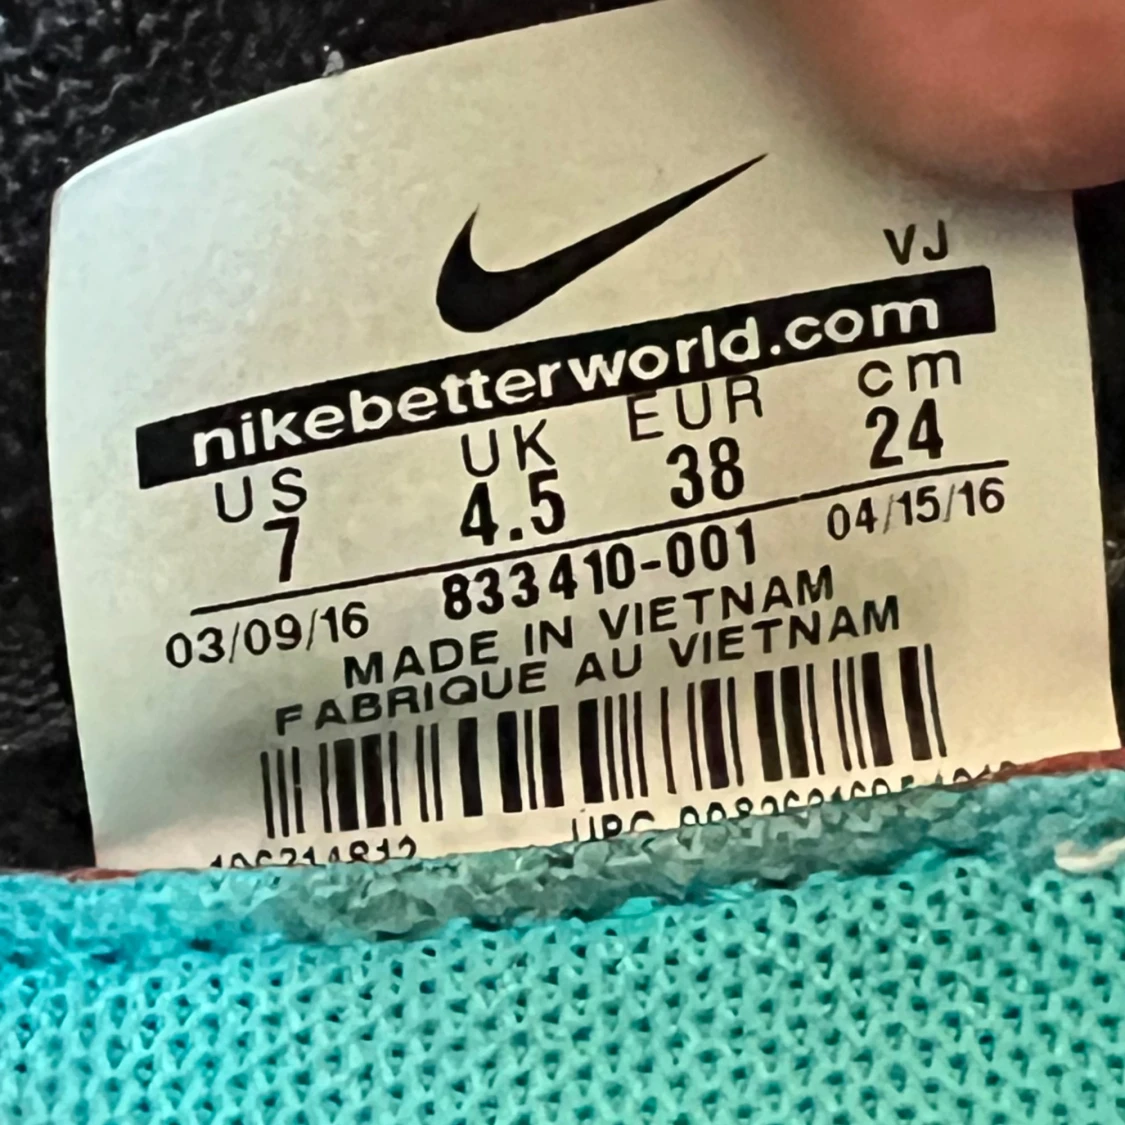 VJ
nikebetterworld.com
US UK EUR cm
7 4.5 38 24
03/09/16 833410-001 04/15/16
MADE IN VIETNAM
FABRIQUE AU VIETNAM
UPC